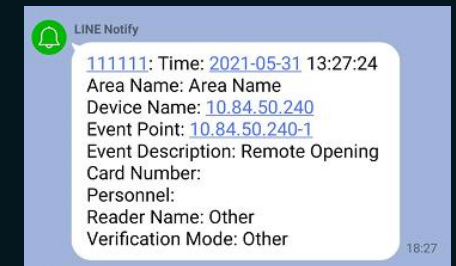 LINE Notify
111111: Time: 2021-05-31 13:27:24
Area Name: Area Name
Device Name: 10.84.50.240
Event Point: 10.84.50.240-1
Event Description: Remote Opening
Card Number:
Personnel:
Reader Name: Other
Verification Mode: Other
18:27